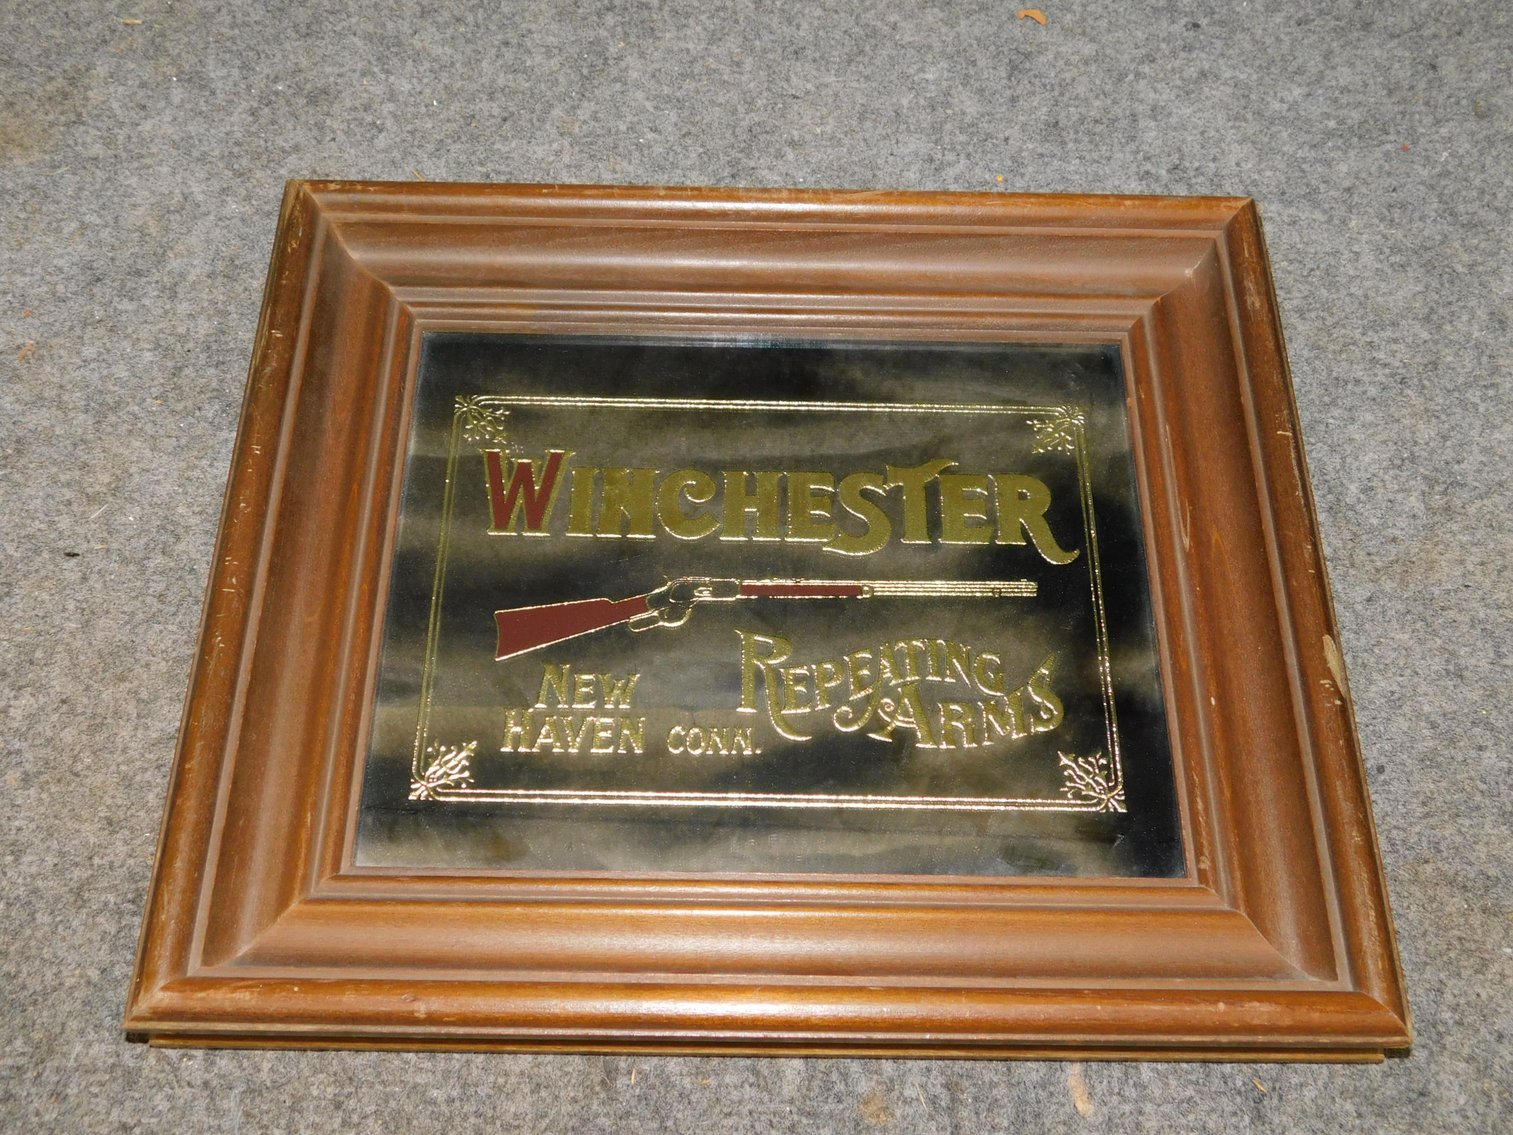 WINCHESTER
NEW
HAVEN CONN.
REPEATING
ARMS